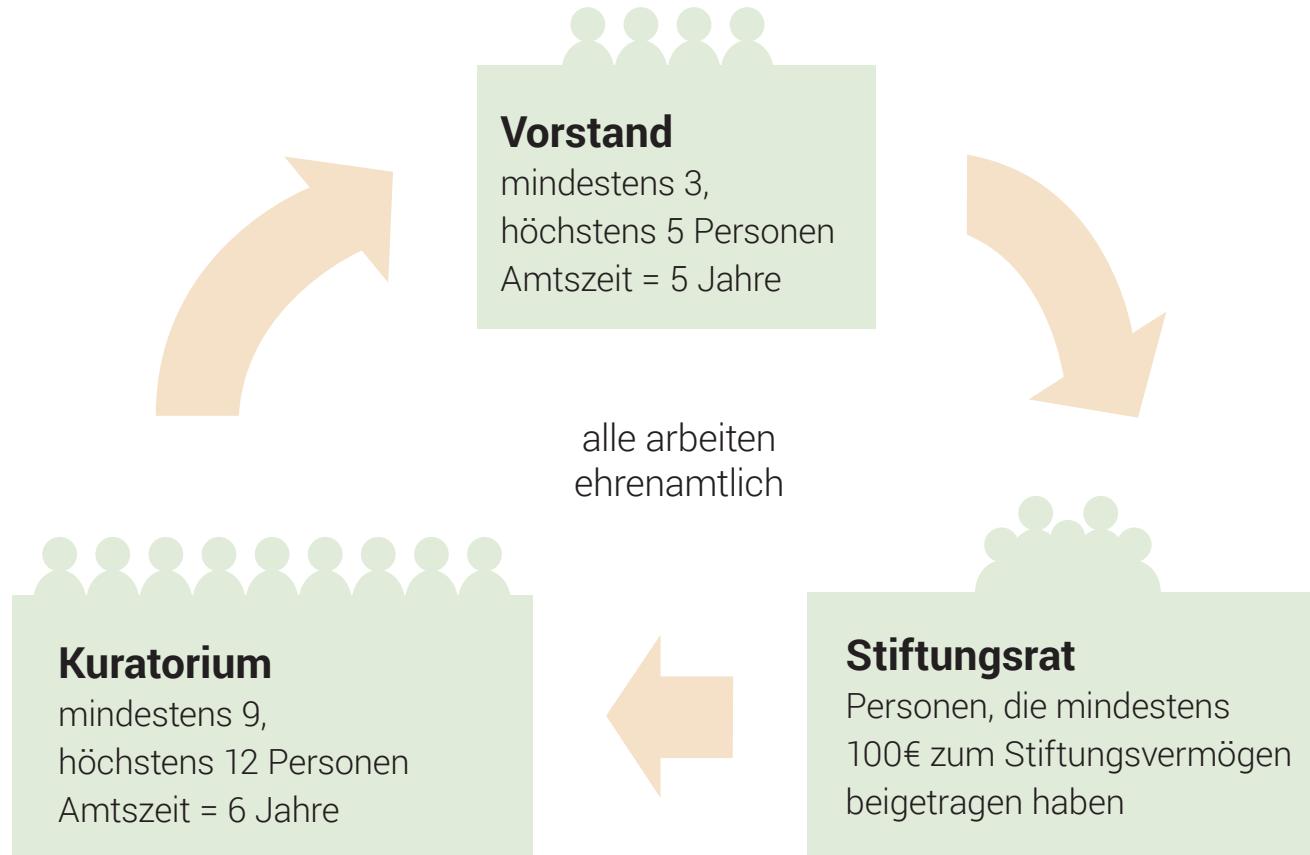 Vorstand
mindestens 3,
höchstens 5 Personen
Amtszeit = 5 Jahre
alle arbeiten
ehrenamtlich
Kuratorium
mindestens 9,
höchstens 12 Personen
Amtszeit = 6 Jahre
Stiftungsrat
Personen, die mindestens
100€ zum Stiftungsvermögen
beigetragen haben